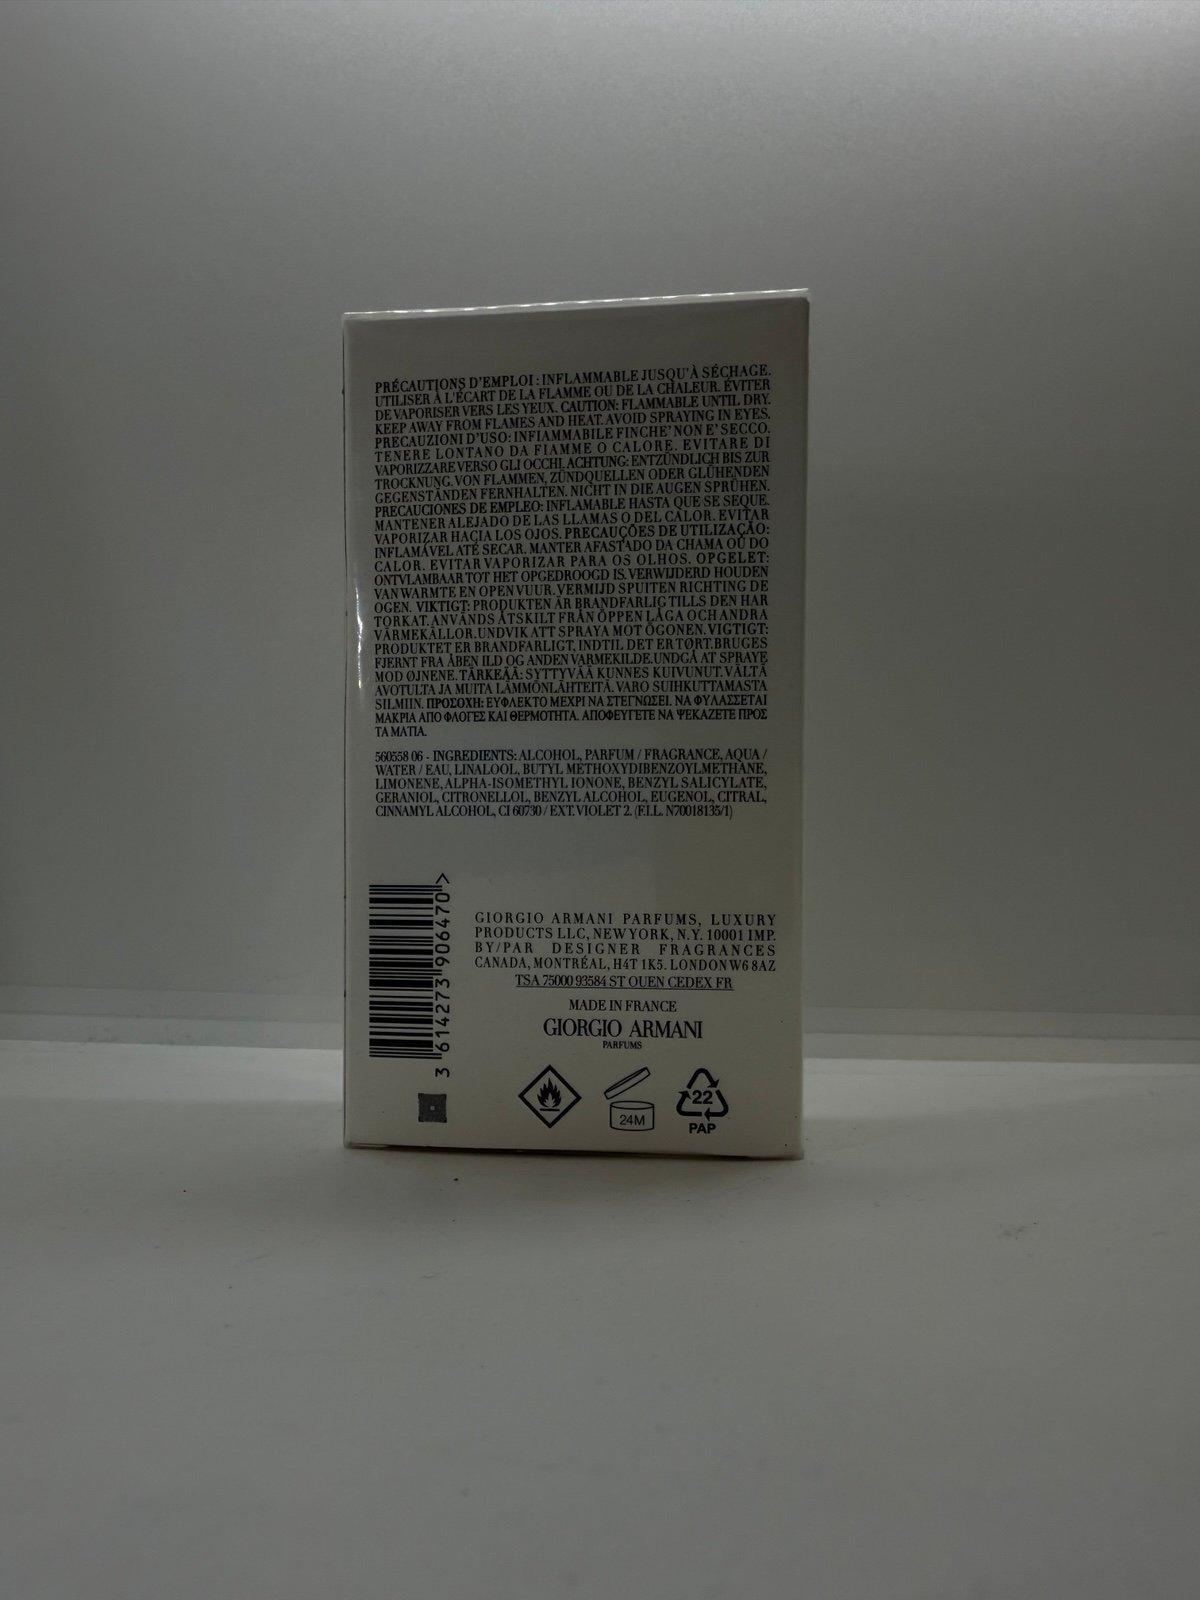 PRÉCAUTIONS D'EMPLOI : INFLAMMABLE JUSQU'À SÉCHAGE.
UTILISER À L'ÉCART DE LA FLAMME OU DE LA CHALEUR. ÉVITER
DE VAPORISER VERS LES YEUX. CAUTION: FLAMMABLE UNTIL DRY.
KEEP AWAY FROM FLAMES AND HEAT. AVOID SPRAYING IN EYES.
PRECAUZIONI D'USO: INFIAMMABILE FINCHE' NON E' SECCO.
TENERE LONTANO DA FIAMME O CALORE. EVITARE DI
VAPORIZZARE VERSO GLI OCCHI. ACHTUNG: ENTZÜNDLICH BIS ZUR
TROCKNUNG. VON FLAMMEN, ZÜNDQUELLEN ODER GLÜHENDEN
GEGENSTÄNDEN FERNHALTEN. NICHT IN DIE AUGEN SPRÜHEN.
PRECAUCIONES DE EMPLEO: INFLAMABLE HASTA QUE SE SEQUE.
MANTENER ALEJADO DE LAS LLAMAS O DEL CALOR. EVITAR
VAPORIZAR HACIA LOS OJOS. PRECAUÇÕES DE UTILIZAÇÃO:
INFLAMÁVEL ATÉ SECAR. MANTER AFASTADO DA CHAMA OU DO
CALOR. EVITAR VAPORIZAR PARA OS OLHOS. OPGELET:
ONTVLAMBAAR TOT HET OPGEDROOGD IS. VERWIJDERD HOUDEN
VAN WARMTE EN OPEN VUUR. VERMIJD SPUITEN RICHTING DE
OGEN. VIKTIGT: PRODUKTEN ÄR BRANDFARLIG TILLS DEN HAR
TORKAT. ANVÄNDS ÅTSKILT FRÅN ÖPPEN LÅGA OCH ANDRA
VÄRMEKÄLLOR. UNDVIK ATT SPRAYA MOT ÖGONEN. VIGTIGT:
PRODUKTET ER BRANDFARLIGT, INDTIL DET ER TØRT. BRUGES
FJERNT FRA ÅBEN ILD OG ANDEN VARMEKILDE. UNDGÅ AT SPRAYE
MOD ØJNENE. TÄRKEÄÄ: SYTTYVÄÄ KUNNES KUIVUNUT. VÄLTÄ
AVOTULTA JA MUITA LÄMMÖNLÄHTEITÄ. VARO SUIHKUTTAMASTA
SILMIIN. ΠΡΟΣΟΧΗ: ΕΥΦΛΕΚΤΟ ΜΕΧΡΙ ΝΑ ΣΤΕΓΝΩΣΕΙ. ΝΑ ΦΥΛΑΣΣΕΤΑΙ
ΜΑΚΡΙΑ ΑΠΟ ΦΛΟΓΕΣ ΚΑΙ ΘΕΡΜΟΤΗΤΑ. ΑΠΟΦΕΥΓΕΤΕ ΝΑ ΨΕΚΑΖΕΤΕ ΠΡΟΣ
ΤΑ ΜΑΤΙΑ.
560558 06 - INGREDIENTS: ALCOHOL, PARFUM / FRAGRANCE, AQUA /
WATER / EAU, LINALOOL, BUTYL METHOXYDIBENZOYLMETHANE,
LIMONENE, ALPHA-ISOMETHYL IONONE, BENZYL SALICYLATE,
GERANIOL, CITRONELLOL, BENZYL ALCOHOL, EUGENOL, CITRAL,
CINNAMYL ALCOHOL, CI 60730 / EXT. VIOLET 2. (F.I.L. N70018135/1)
3 614273 906470 >
GIORGIO ARMANI PARFUMS, LUXURY
PRODUCTS LLC, NEW YORK, N.Y. 10001 IMP.
BY/PAR DESIGNER FRAGRANCES
CANADA, MONTRÉAL, H4T 1K5. LONDON W6 8AZ
TSA 75000 93584 ST OUEN CEDEX FR
MADE IN FRANCE
GIORGIO ARMANI
PARFUMS
24M
22
PAP